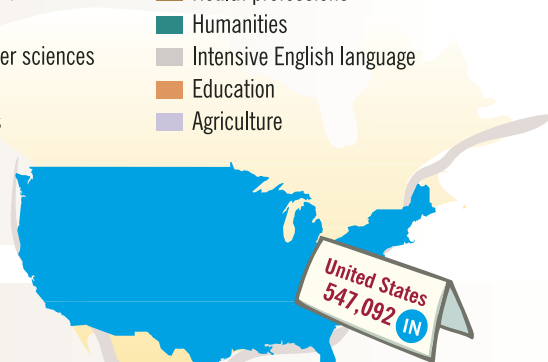 Humanities
er sciences
Intensive English language
Education
Agriculture
United States
547,092 IN